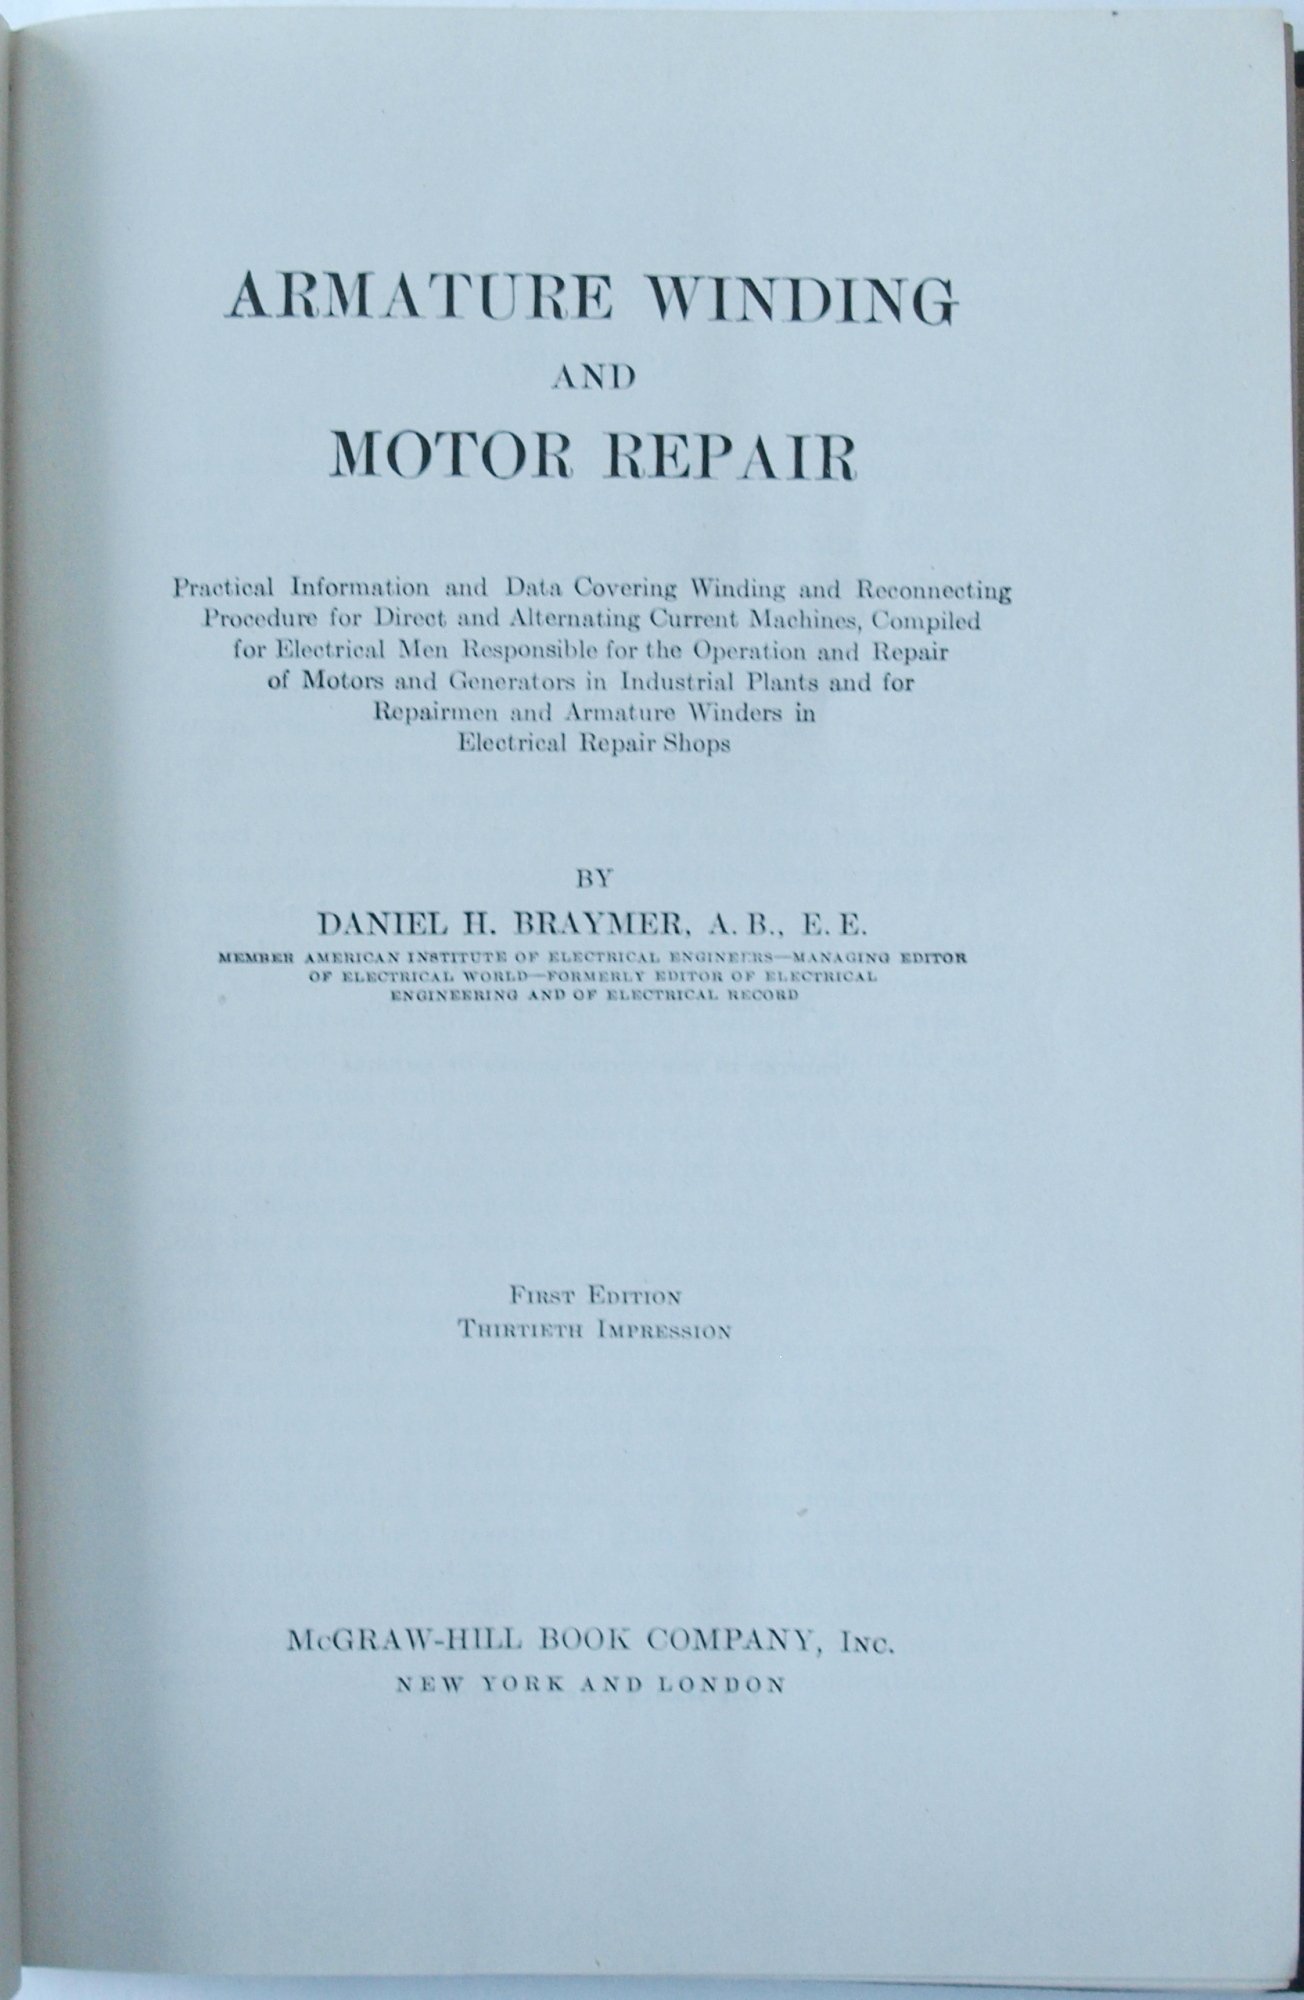 ARMATURE WINDING
AND
MOTOR REPAIR
Practical Information and Data Covering Winding and Reconnecting
Procedure for Direct and Alternating Current Machines, Compiled
for Electrical Men Responsible for the Operation and Repair
of Motors and Generators in Industrial Plants and for
Repairmen and Armature Winders in
Electrical Repair Shops
BY
DANIEL H. BRAYMER, A. B., E. E.
MEMBER AMERICAN INSTITUTE OF ELECTRICAL ENGINEERS—MANAGING EDITOR
OF ELECTRICAL WORLD—FORMERLY EDITOR OF ELECTRICAL
ENGINEERING AND OF ELECTRICAL RECORD
FIRST EDITION
THIRTIETH IMPRESSION
McGRAW-HILL BOOK COMPANY, INC.
NEW YORK AND LONDON